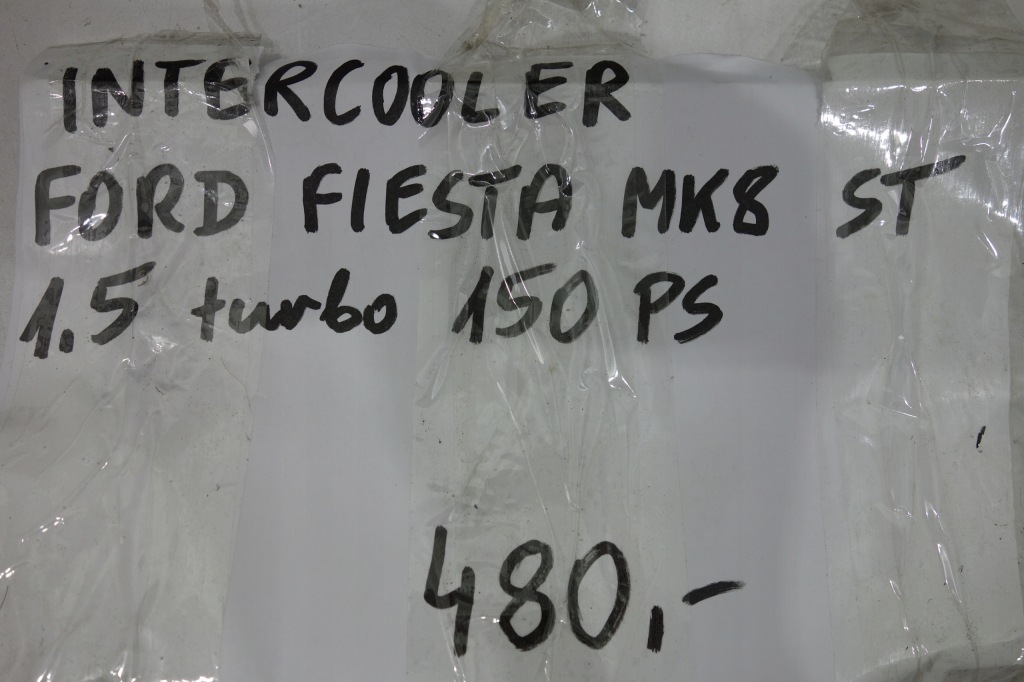 INTERCOOLER
FORD FIESTA MK8 ST
1.5 turbo 150 PS
480,-